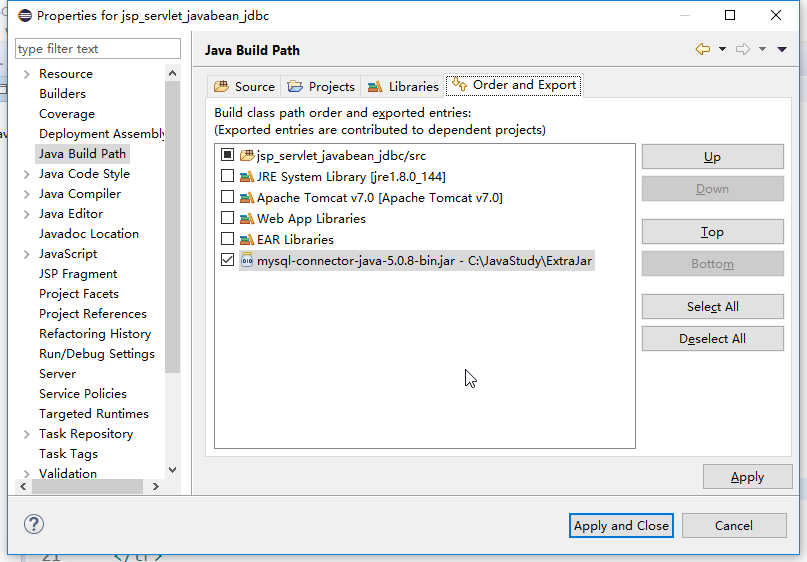 Properties for jsp_servlet_javabean_jdbc
type filter text
Resource
Builders
Coverage
Deployment Assembly
Java Build Path
Java Code Style
Java Compiler
Java Editor
Javadoc Location
JavaScript
JSP Fragment
Project Facets
Project References
Refactoring History
Run/Debug Settings
Server
Service Policies
Targeted Runtimes
Task Repository
Task Tags
Validation
Java Build Path
Source Projects Libraries Order and Export
Build class path order and exported entries:
(Exported entries are contributed to dependent projects)
jsp_servlet_javabean_jdbc/src
JRE System Library [jre1.8.0_144]
Apache Tomcat v7.0 [Apache Tomcat v7.0]
Web App Libraries
EAR Libraries
mysql-connector-java-5.0.8-bin.jar - C:\JavaStudy\ExtraJar
Up
Down
Top
Bottom
Select All
Deselect All
Apply
? Apply and Close Cancel